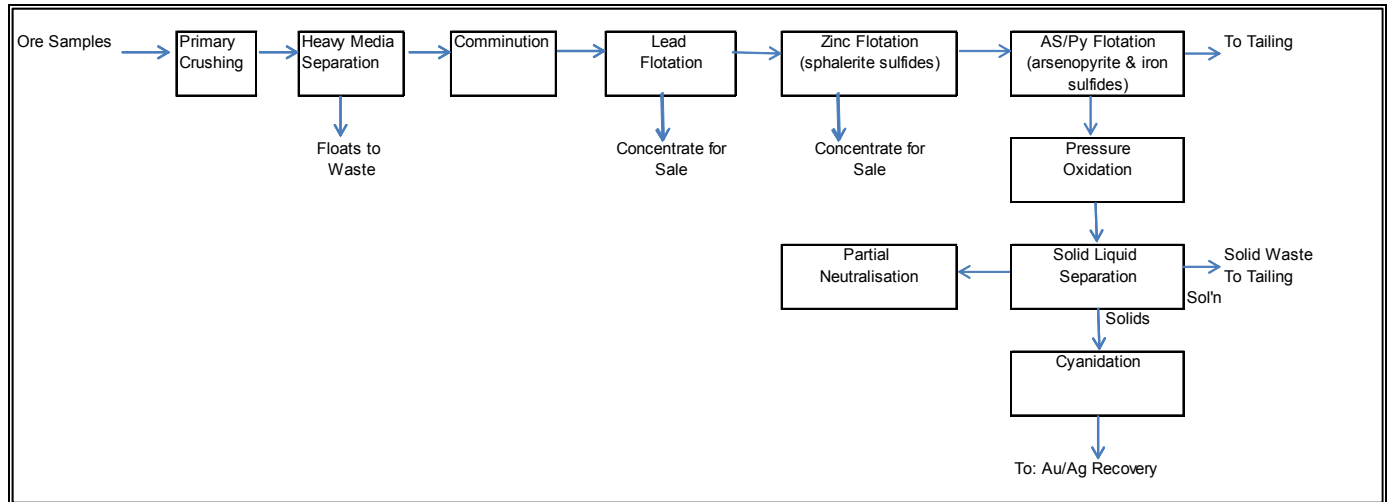 Ore Samples
Primary
Crushing
Heavy Media
Separation
Comminution
Lead
Flotation
Zinc Flotation
(sphalerite sulfides)
AS/Py Flotation
(arsenopyrite & iron
sulfides)
To Tailing
Floats to
Waste
Concentrate for
Sale
Concentrate for
Sale
Pressure
Oxidation
Partial
Neutralisation
Solid Liquid
Separation
Solid Waste
To Tailing
Sol'n
Solids
Cyanidation
To: Au/Ag Recovery